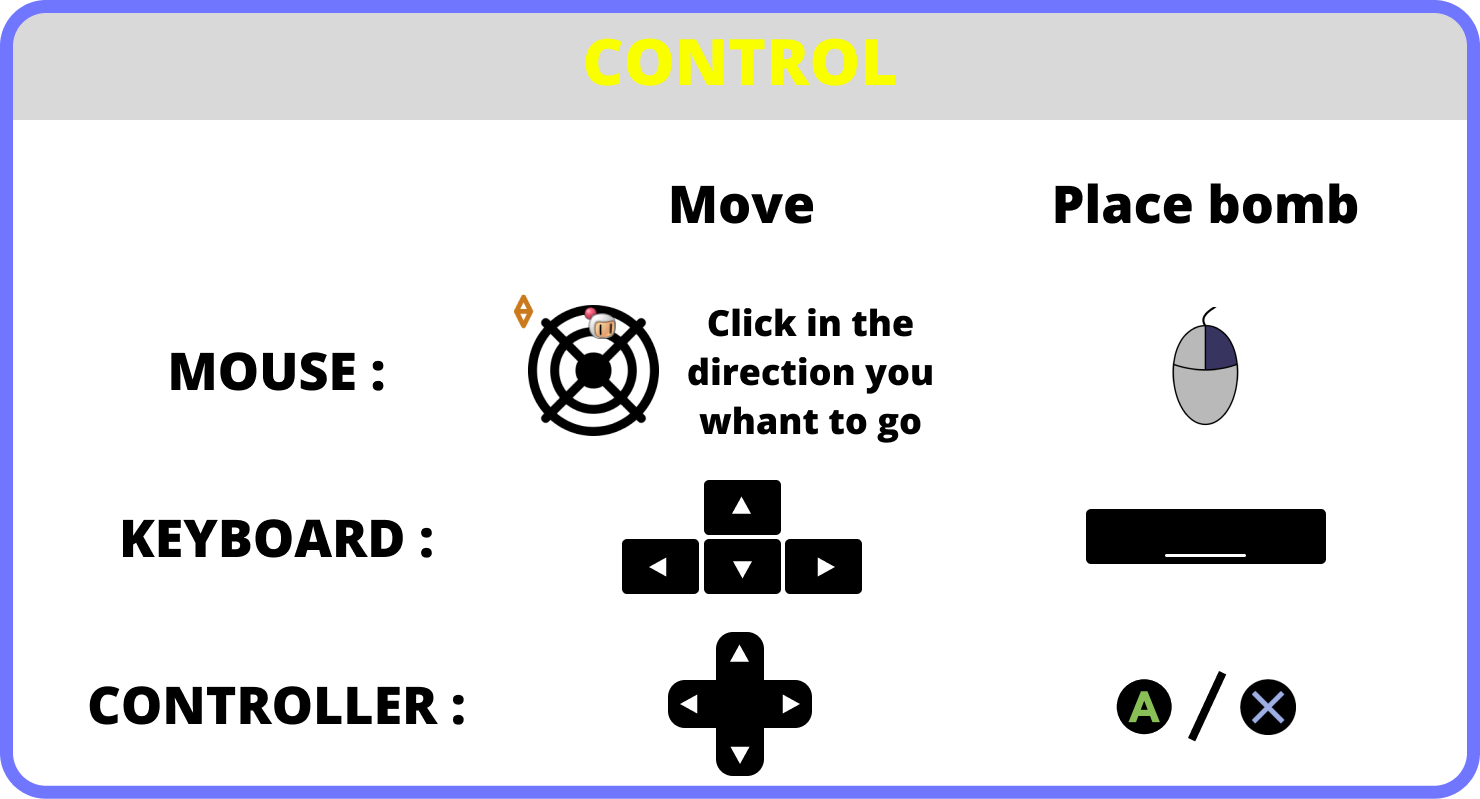 CONTROL
Move
Place bomb
MOUSE :
Click in the
direction you
whant to go
KEYBOARD :
CONTROLLER :
A